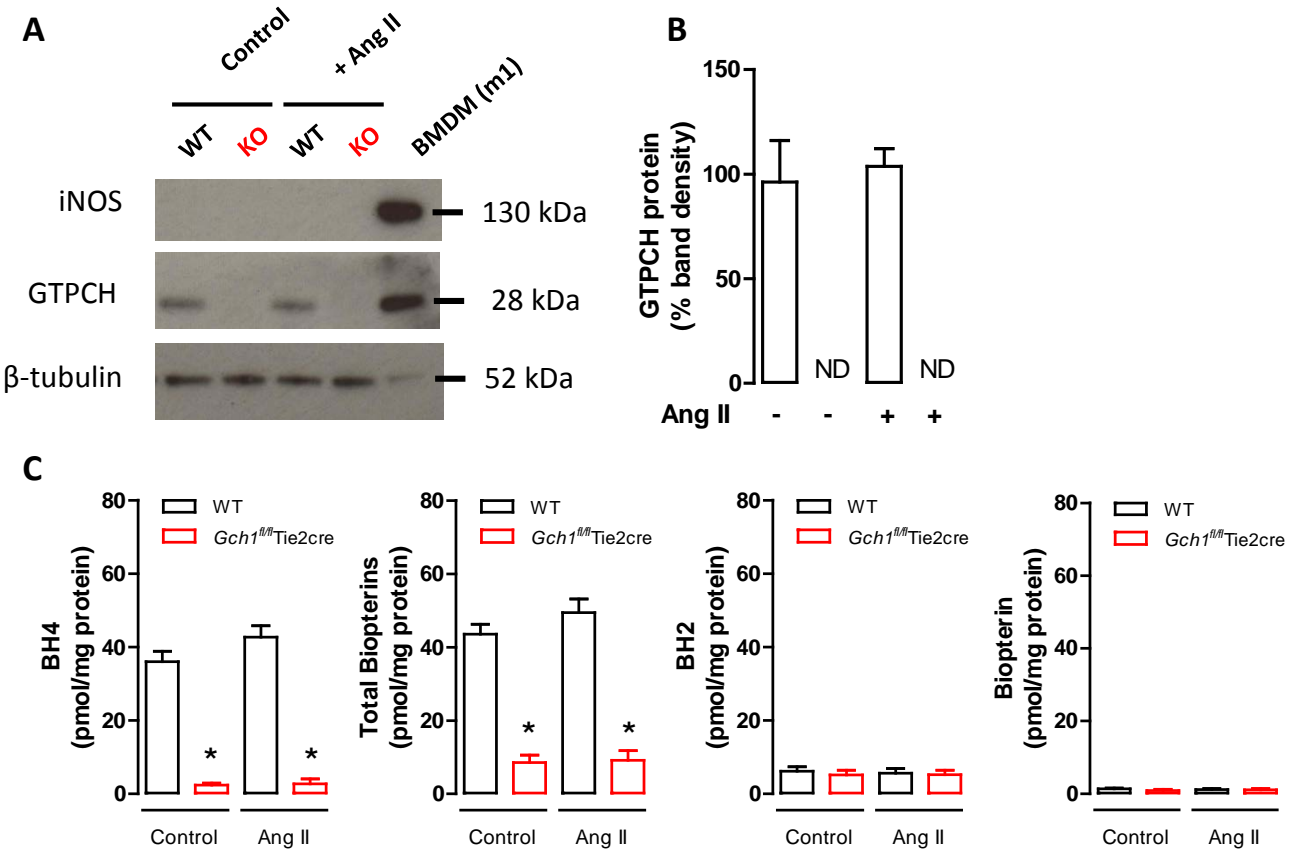 A
Control
+ Ang II
WT
KO
WT
KO
BMDM (m1)
iNOS
130 kDa
GTPCH
28 kDa
β-tubulin
52 kDa
B
GTPCH protein
(% band density)
150
100
50
0
ND
ND
Ang II - - + +
C
BH4
(pmol/mg protein)
80
60
40
20
0
WT
Gch1fl/flTie2cre
*
*
Control
Ang II
Total Biopterins
(pmol/mg protein)
80
60
40
20
0
WT
Gch1fl/flTie2cre
*
*
Control
Ang II
BH2
(pmol/mg protein)
80
60
40
20
0
WT
Gch1fl/flTie2cre
Control
Ang II
Biopterin
(pmol/mg protein)
80
60
40
20
0
WT
Gch1fl/flTie2cre
Control
Ang II